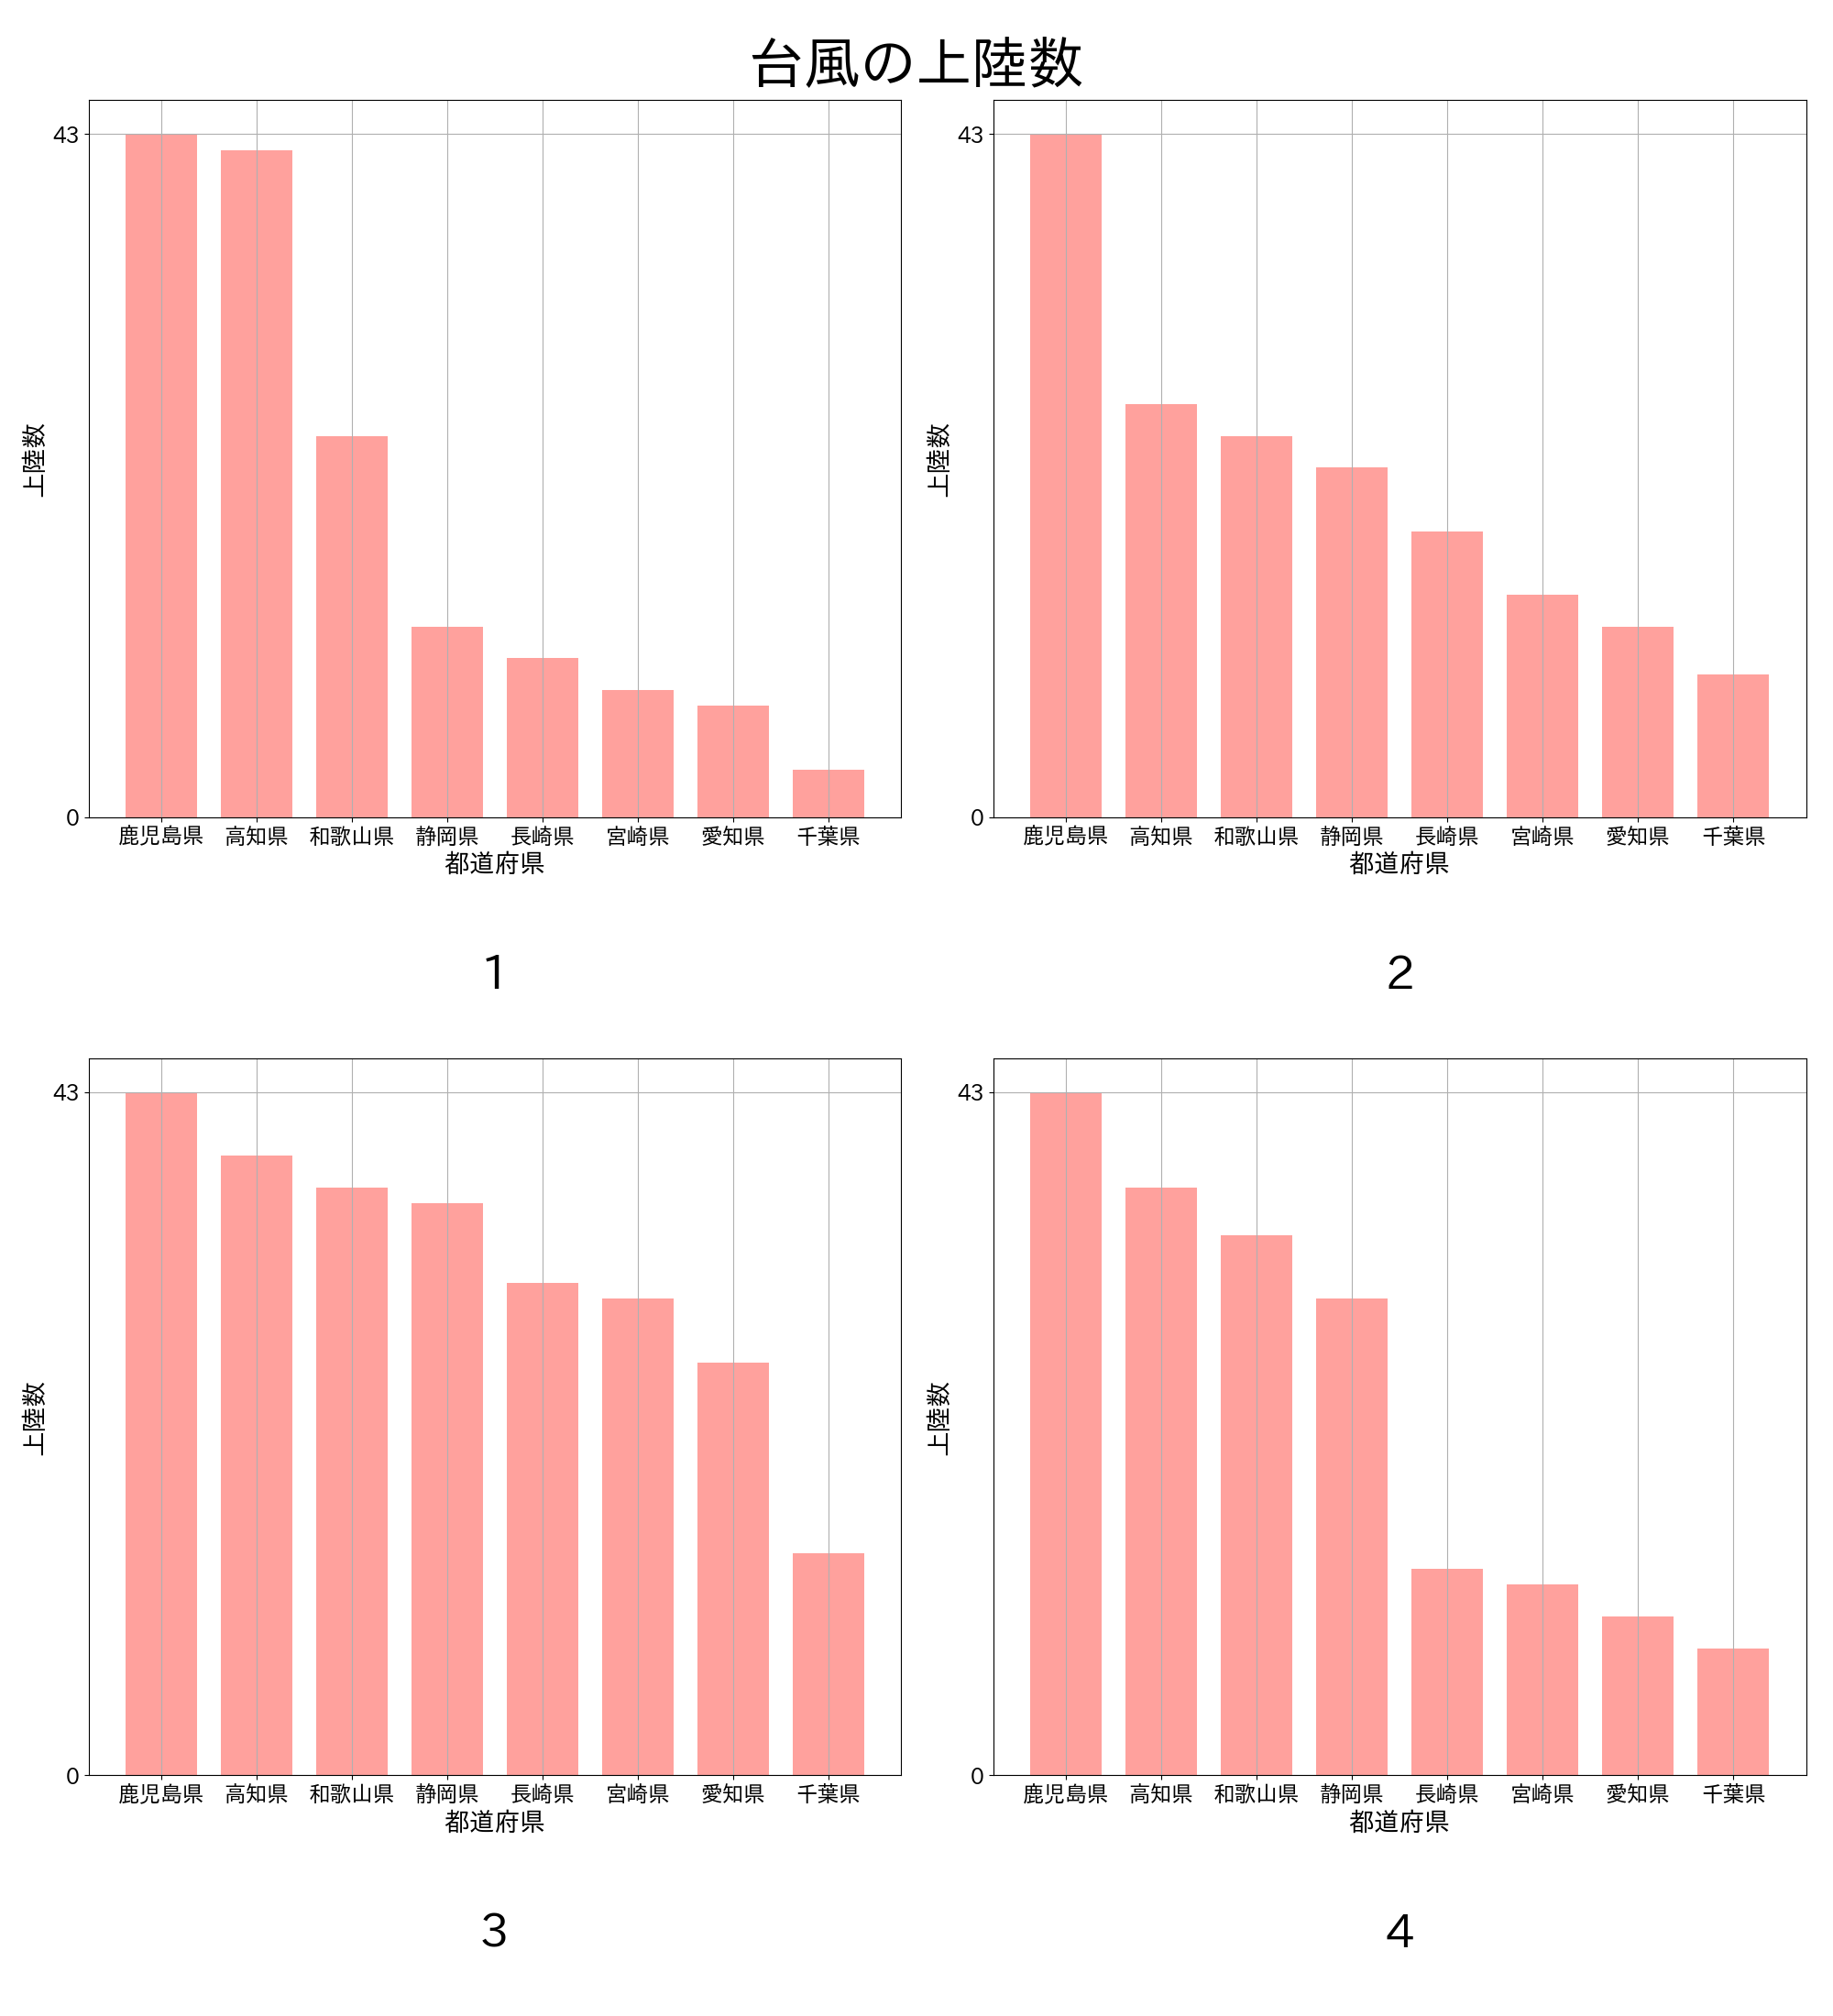 台風の上陸数
43
0
上陸数
鹿児島県 高知県 和歌山県 静岡県 長崎県 宮崎県 愛知県 千葉県
都道府県
1
43
0
上陸数
鹿児島県 高知県 和歌山県 静岡県 長崎県 宮崎県 愛知県 千葉県
都道府県
2
43
0
上陸数
鹿児島県 高知県 和歌山県 静岡県 長崎県 宮崎県 愛知県 千葉県
都道府県
3
43
0
上陸数
鹿児島県 高知県 和歌山県 静岡県 長崎県 宮崎県 愛知県 千葉県
都道府県
4